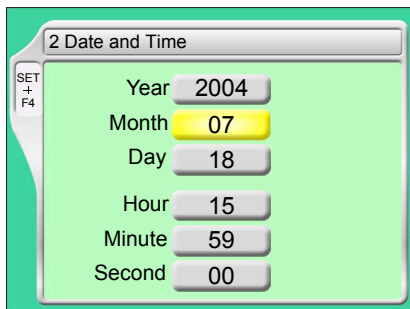 2 Date and Time
SET
+
F4
Year 2004
Month 07
Day 18
Hour 15
Minute 59
Second 00